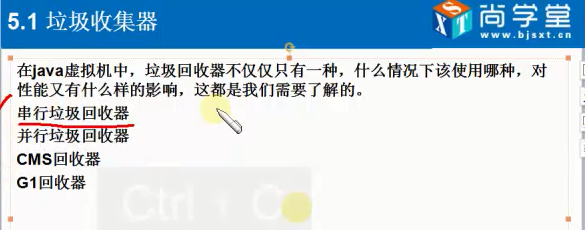 5.1 垃圾收集器
尚学堂
www.bjsxt.com
在java虚拟机中，垃圾回收器不仅仅只有一种，什么情况下该使用哪种，对
性能又有什么样的影响，这都是我们需要了解的。
串行垃圾回收器
并行垃圾回收器
CMS回收器
G1回收器
Ctrl + C